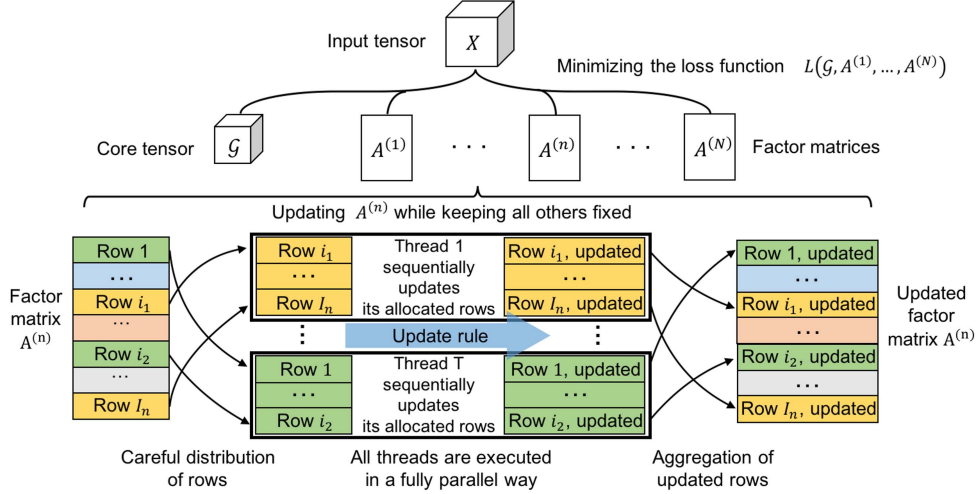 Input tensor
X
Minimizing the loss function L(𝒢, A⁽¹⁾, ..., A⁽ᴺ⁾)
Core tensor
𝒢
A⁽¹⁾
· · ·
A⁽ⁿ⁾
· · ·
A⁽ᴺ⁾
Factor matrices
Updating A⁽ⁿ⁾ while keeping all others fixed
Factor
matrix
A⁽ⁿ⁾
Row 1
...
Row i₁
...
Row i₂
...
Row Iₙ
Row i₁
...
Row Iₙ
Thread 1
sequentially
updates
its allocated rows
Row i₁, updated
...
Row Iₙ, updated
⋮
Update rule
⋮
Row 1
...
Row i₂
Thread T
sequentially
updates
its allocated rows
Row 1, updated
...
Row i₂, updated
Row 1, updated
...
Row i₁, updated
...
Row i₂, updated
...
Row Iₙ, updated
Updated
factor
matrix A⁽ⁿ⁾
Careful distribution
of rows
All threads are executed
in a fully parallel way
Aggregation of
updated rows